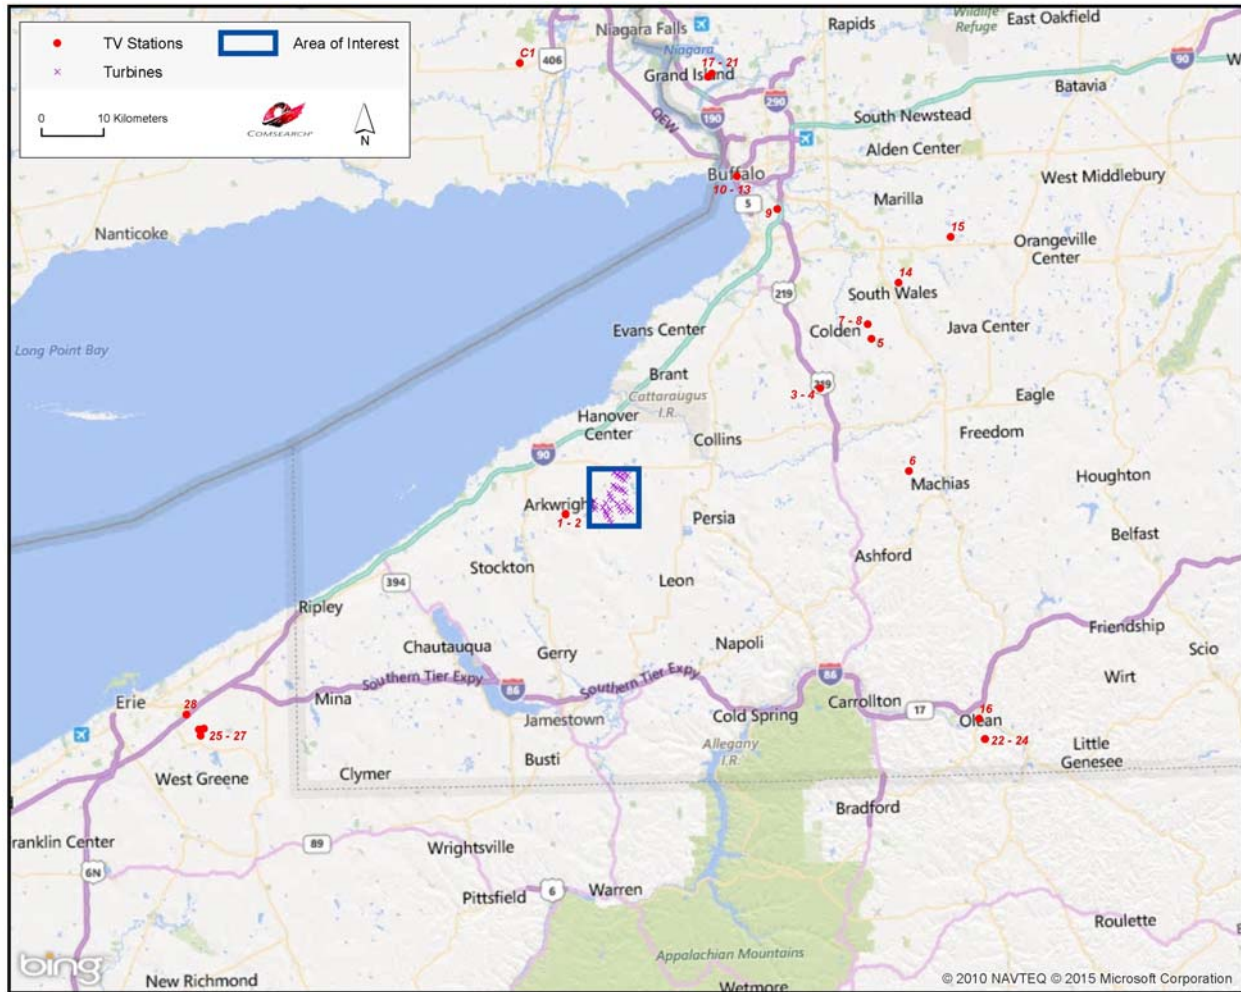 TV Stations
Area of Interest
Turbines
0
10 Kilometers
COMSEARCH
N
C1
406
Niagara Falls
Rapids
Wildlife
Refuge
East Oakfield
Niagara
17 - 21
Grand Island
90
W
Batavia
290
QEW
190
South Newstead
Alden Center
Buffalo
10 - 13
5
9
West Middlebury
Marilla
Nanticoke
15
Orangeville
Center
14
219
South Wales
7 - 8
Evans Center
Colden
5
Java Center
Long Point Bay
Brant
219
3 - 4
Cattaraugus
I.R.
Eagle
Hanover
Center
Collins
Freedom
90
6
Machias
Houghton
Arkwrigh
1 - 2
Persia
Belfast
Ashford
Stockton
Leon
394
Ripley
Friendship
Chautauqua
Gerry
Napoli
Scio
Southern Tier Expy
86
Southern Tier Expy
86
Wirt
Erie
Mina
Carrollton
17
28
Jamestown
Cold Spring
16
Olean
25 - 27
Allegany
I.R.
22 - 24
Little
Genesee
West Greene
Clymer
Busti
Bradford
ranklin Center
89
Wrightsville
6N
Pittsfield
6
Warren
Roulette
Appalachian Mountains
bing
New Richmond
Wetmore
© 2010 NAVTEQ © 2015 Microsoft Corporation